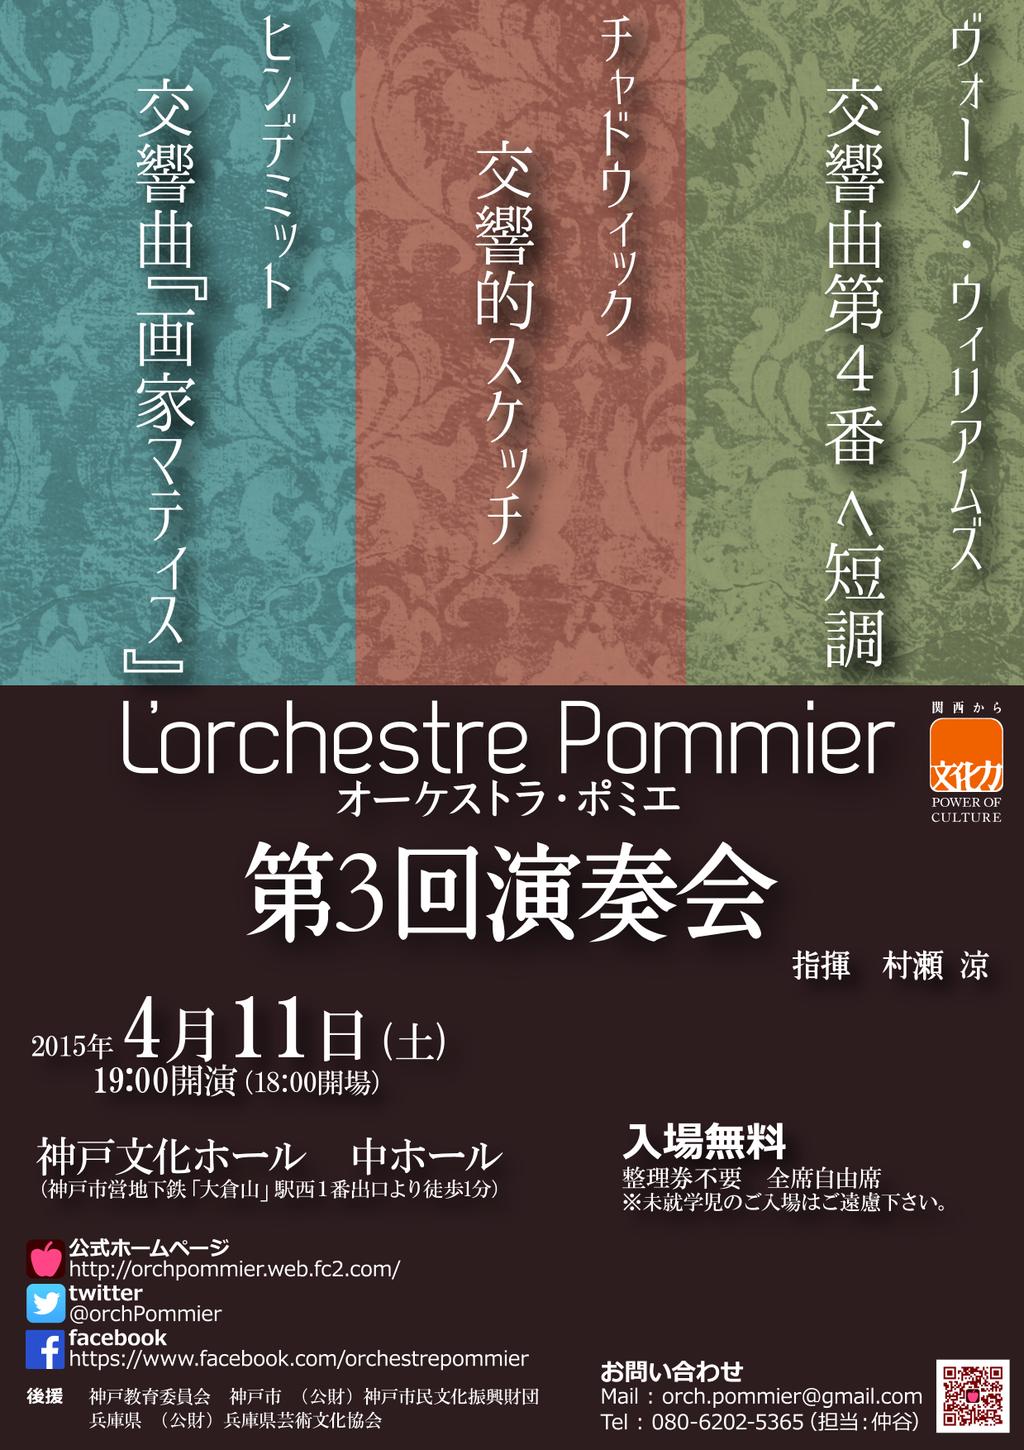 ヴォーン・ウィリアムズ
交響曲第4番 ヘ短調
チャドウィック
交響的スケッチ
ヒンデミット
交響曲『画家マティス』
L'orchestre Pommier
オーケストラ・ポミエ
関西から
文化力
POWER OF
CULTURE
第3回演奏会
指揮 村瀬 涼
2015年 4月11日 (土)
19:00開演 (18:00開場)
神戸文化ホール 中ホール
(神戸市営地下鉄「大倉山」駅西1番出口より徒歩1分)
入場無料
整理券不要 全席自由席
※未就学児のご入場はご遠慮下さい。
公式ホームページ
http://orchpommier.web.fc2.com/
twitter
@orchPommier
facebook
https://www.facebook.com/orchestrepommier
後援 神戸教育委員会 神戸市 (公財)神戸市民文化振興財団
兵庫県 (公財)兵庫県芸術文化協会
お問い合わせ
Mail : orch.pommier@gmail.com
Tel : 080-6202-5365 (担当:仲谷)